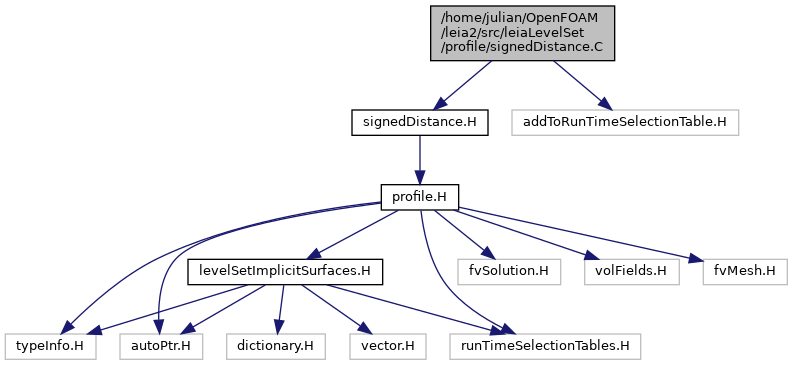 /home/julian/OpenFOAM
/leia2/src/leiaLevelSet
/profile/signedDistance.C
signedDistance.H
addToRunTimeSelectionTable.H
profile.H
levelSetImplicitSurfaces.H
fvSolution.H
volFields.H
fvMesh.H
typeInfo.H
autoPtr.H
dictionary.H
vector.H
runTimeSelectionTables.H